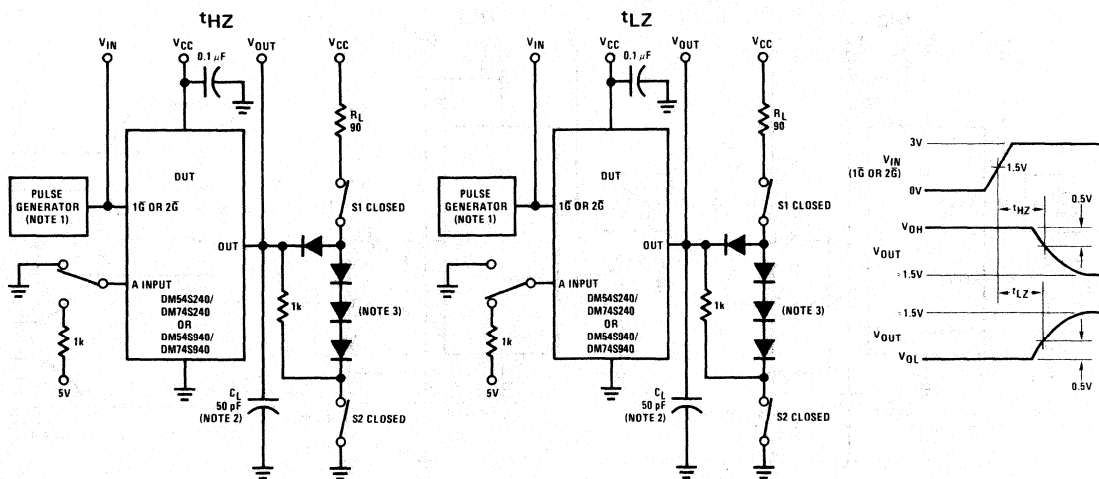 tHZ
VIN
VCC
VOUT
VCC
0.1 μF
RL
90
DUT
PULSE
GENERATOR
(NOTE 1)
1G̅ OR 2G̅
S1 CLOSED
OUT
A INPUT
DM54S240/
DM74S240
OR
DM54S940/
DM74S940
1k
(NOTE 3)
1k
5V
CL
50 pF
(NOTE 2)
S2 CLOSED
tLZ
VIN
VCC
VOUT
VCC
0.1 μF
RL
90
DUT
PULSE
GENERATOR
(NOTE 1)
1G̅ OR 2G̅
S1 CLOSED
OUT
A INPUT
DM54S240/
DM74S240
OR
DM54S940/
DM74S940
1k
(NOTE 3)
1k
5V
CL
50 pF
(NOTE 2)
S2 CLOSED
3V
VIN
(1G̅ OR 2G̅)
1.5V
0V
tHZ
0.5V
VOH
VOUT
≈1.5V
tLZ
≈1.5V
VOUT
VOL
0.5V